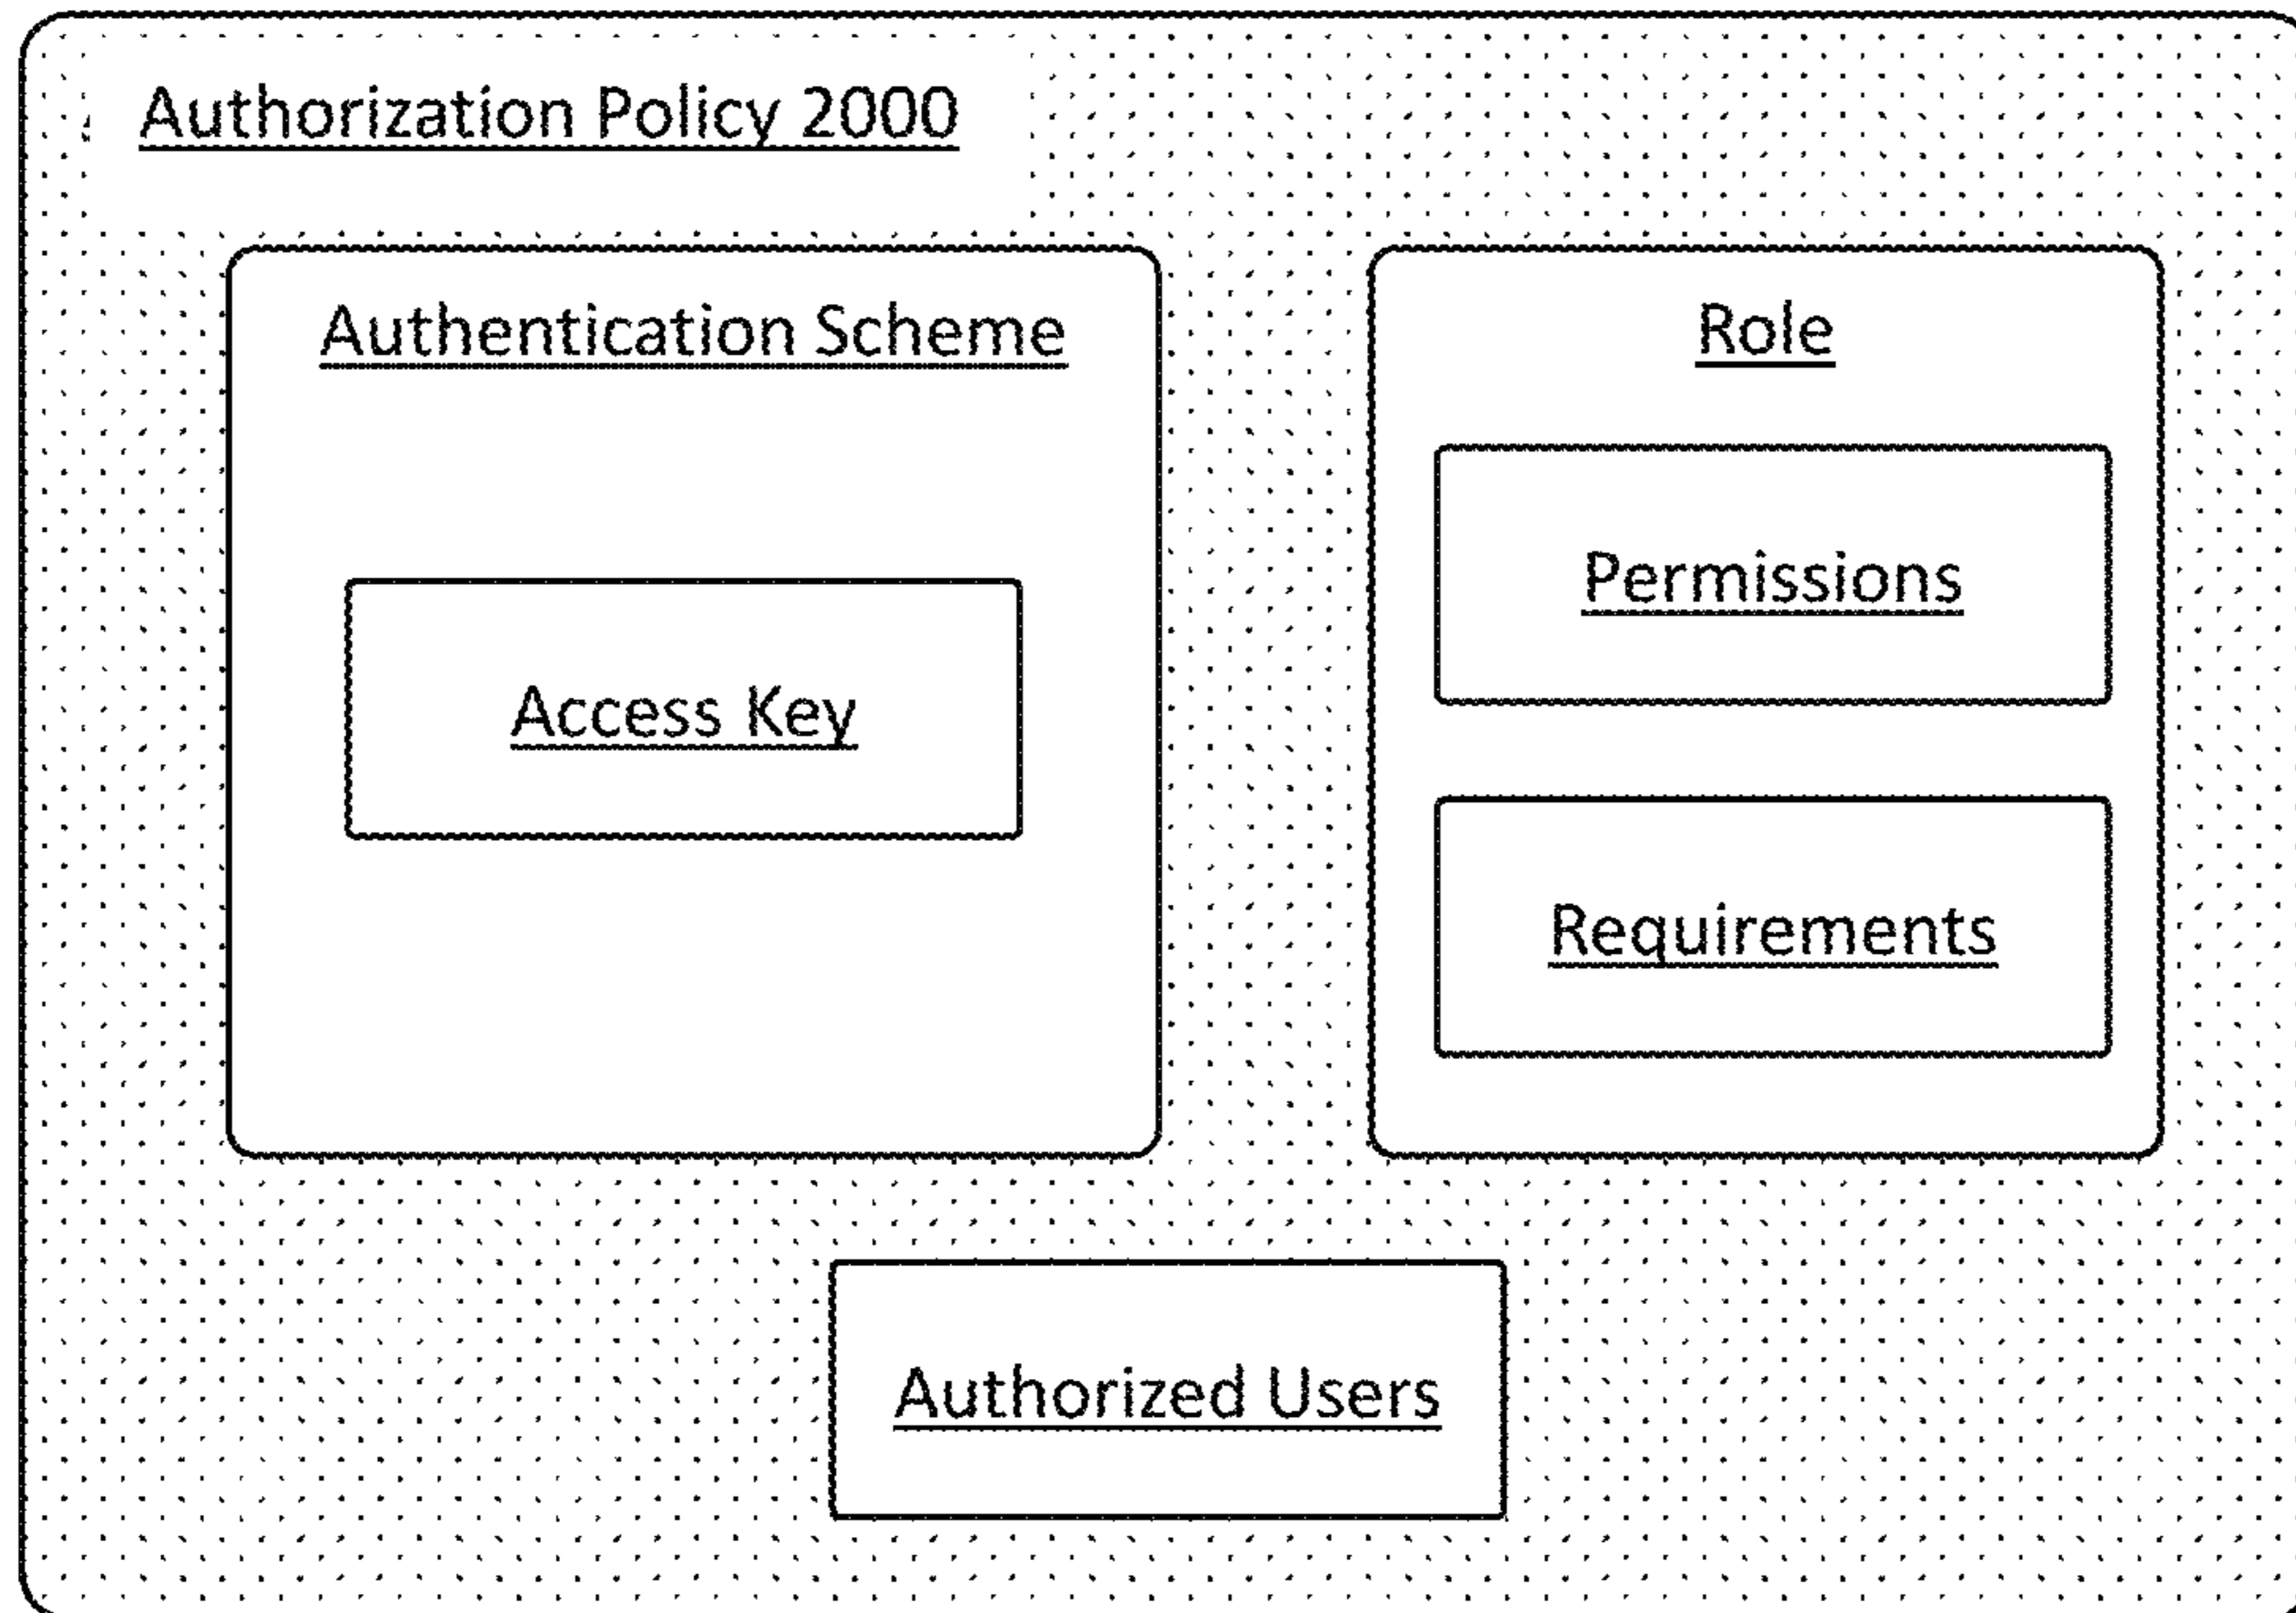 Authorization Policy 2000
Authentication Scheme
Access Key
Role
Permissions
Requirements
Authorized Users